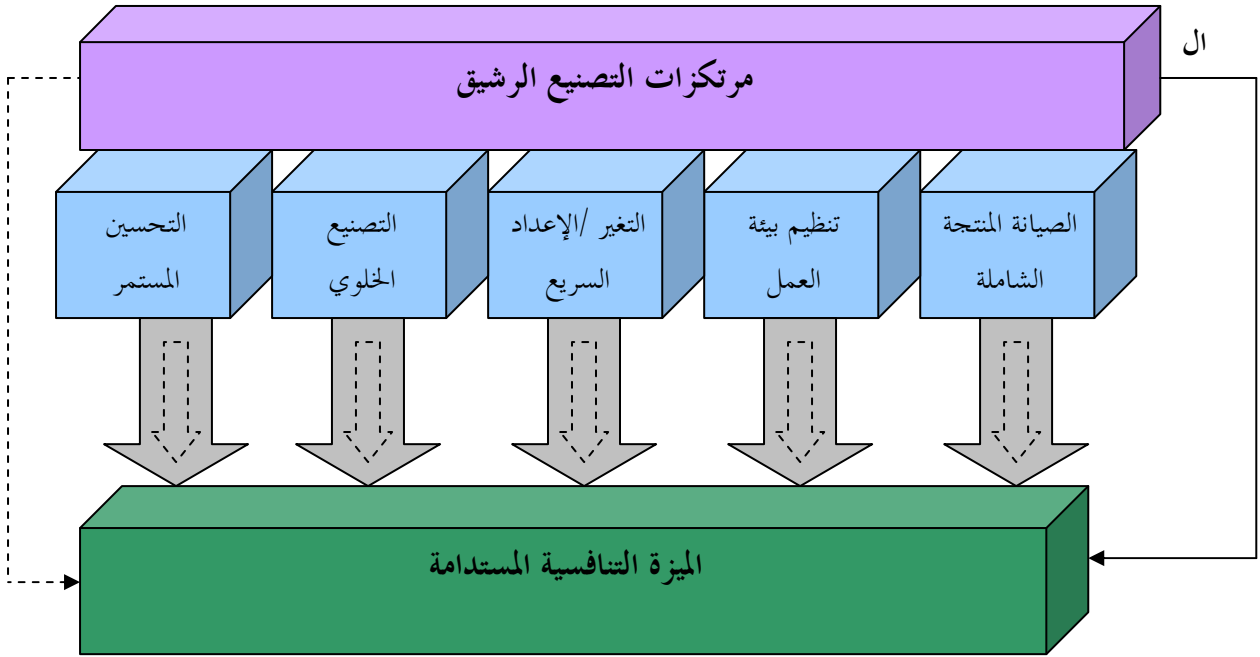 ال
مرتكزات التصنيع الرشيق
الصيانة المنتجة
الشاملة
تنظيم بيئة
العمل
التغير /الإعداد
السريع
التصنيع
الخلوي
التحسين
المستمر
الميزة التنافسية المستدامة